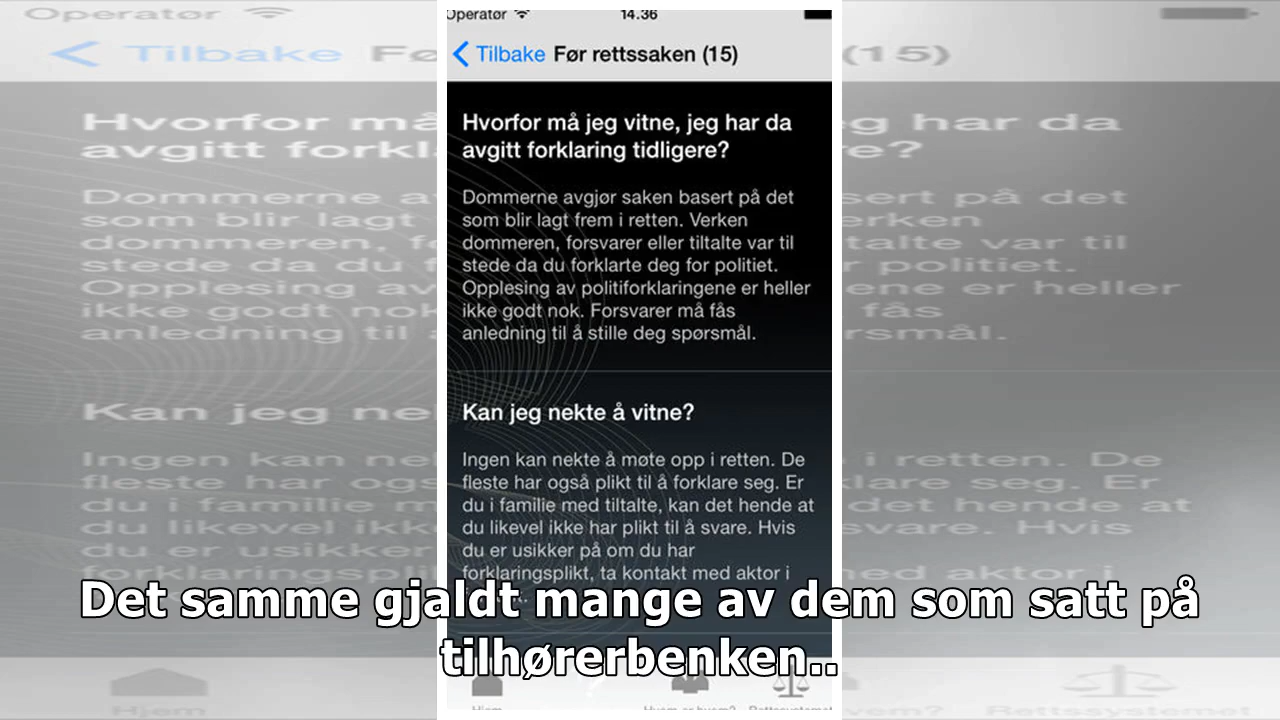 Operatør
14.36
Tilbake Før rettssaken (15)
Hvorfor må jeg vitne, jeg har da
avgitt forklaring tidligere?
Dommerne avgjør saken basert på det
som blir lagt frem i retten. Verken
dommeren, forsvarer eller tiltalte var til
stede da du forklarte deg for politiet.
Opplesing av politiforklaringene er heller
ikke godt nok. Forsvarer må fås
anledning til å stille deg spørsmål.
Kan jeg nekte å vitne?
Ingen kan nekte å møte opp i retten. De
fleste har også plikt til å forklare seg. Er
du i familie med tiltalte, kan det hende at
du likevel ikke har plikt til å svare. Hvis
du er usikker på om du har
forklaringsplikt, ta kontakt med aktor i
Det samme gjaldt mange av dem som satt på
tilhørerbenken..
Hjem Hvem er hvem? Rettssystemet